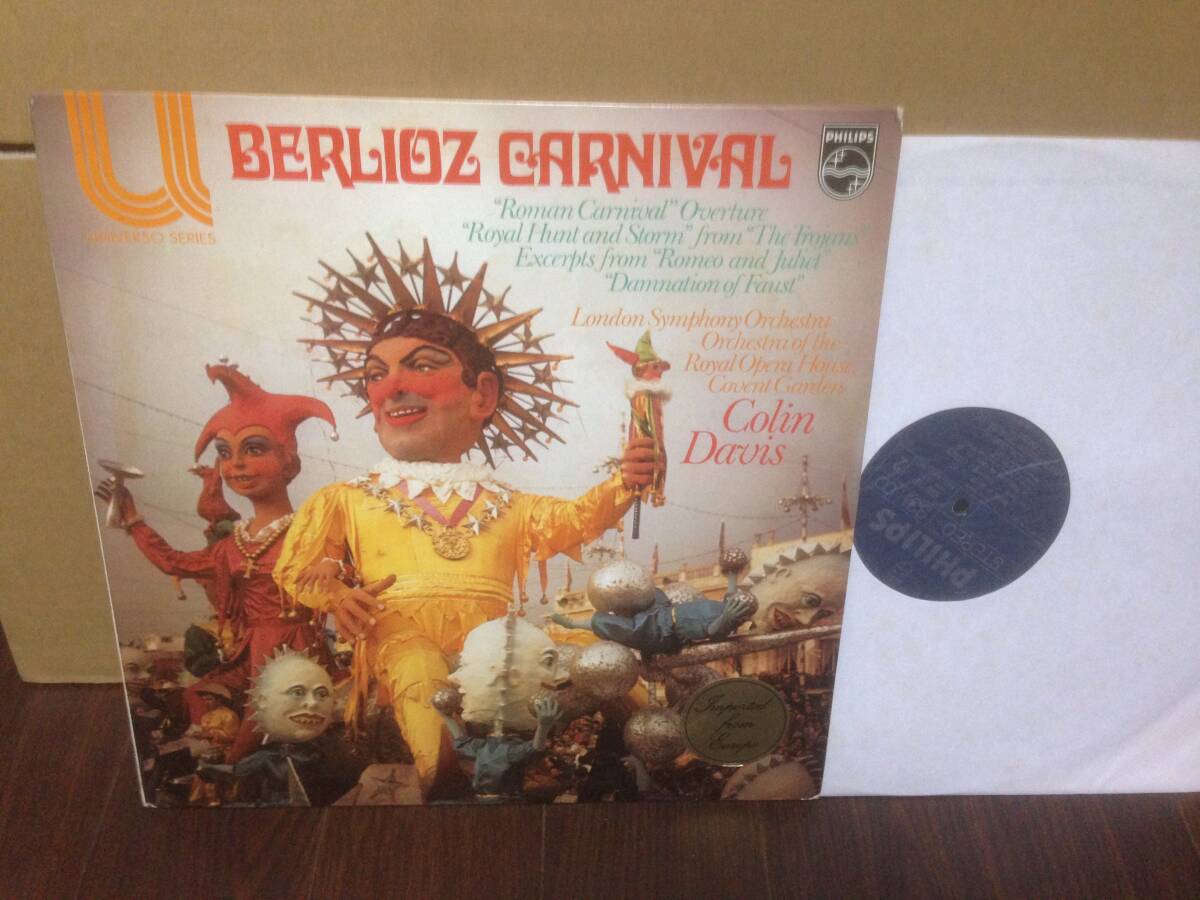 UNIVERSO SERIES
BERLIOZ CARNIVAL
PHILIPS
"Roman Carnival" Overture
"Royal Hunt and Storm" from "The Trojans"
Excerpts from "Romeo and Juliet"
"Damnation of Faust"
London Symphony Orchestra
Orchestra of the
Royal Opera House,
Covent Garden
Colin
Davis
Imported
from
Europe
STEREO
PHILIPS